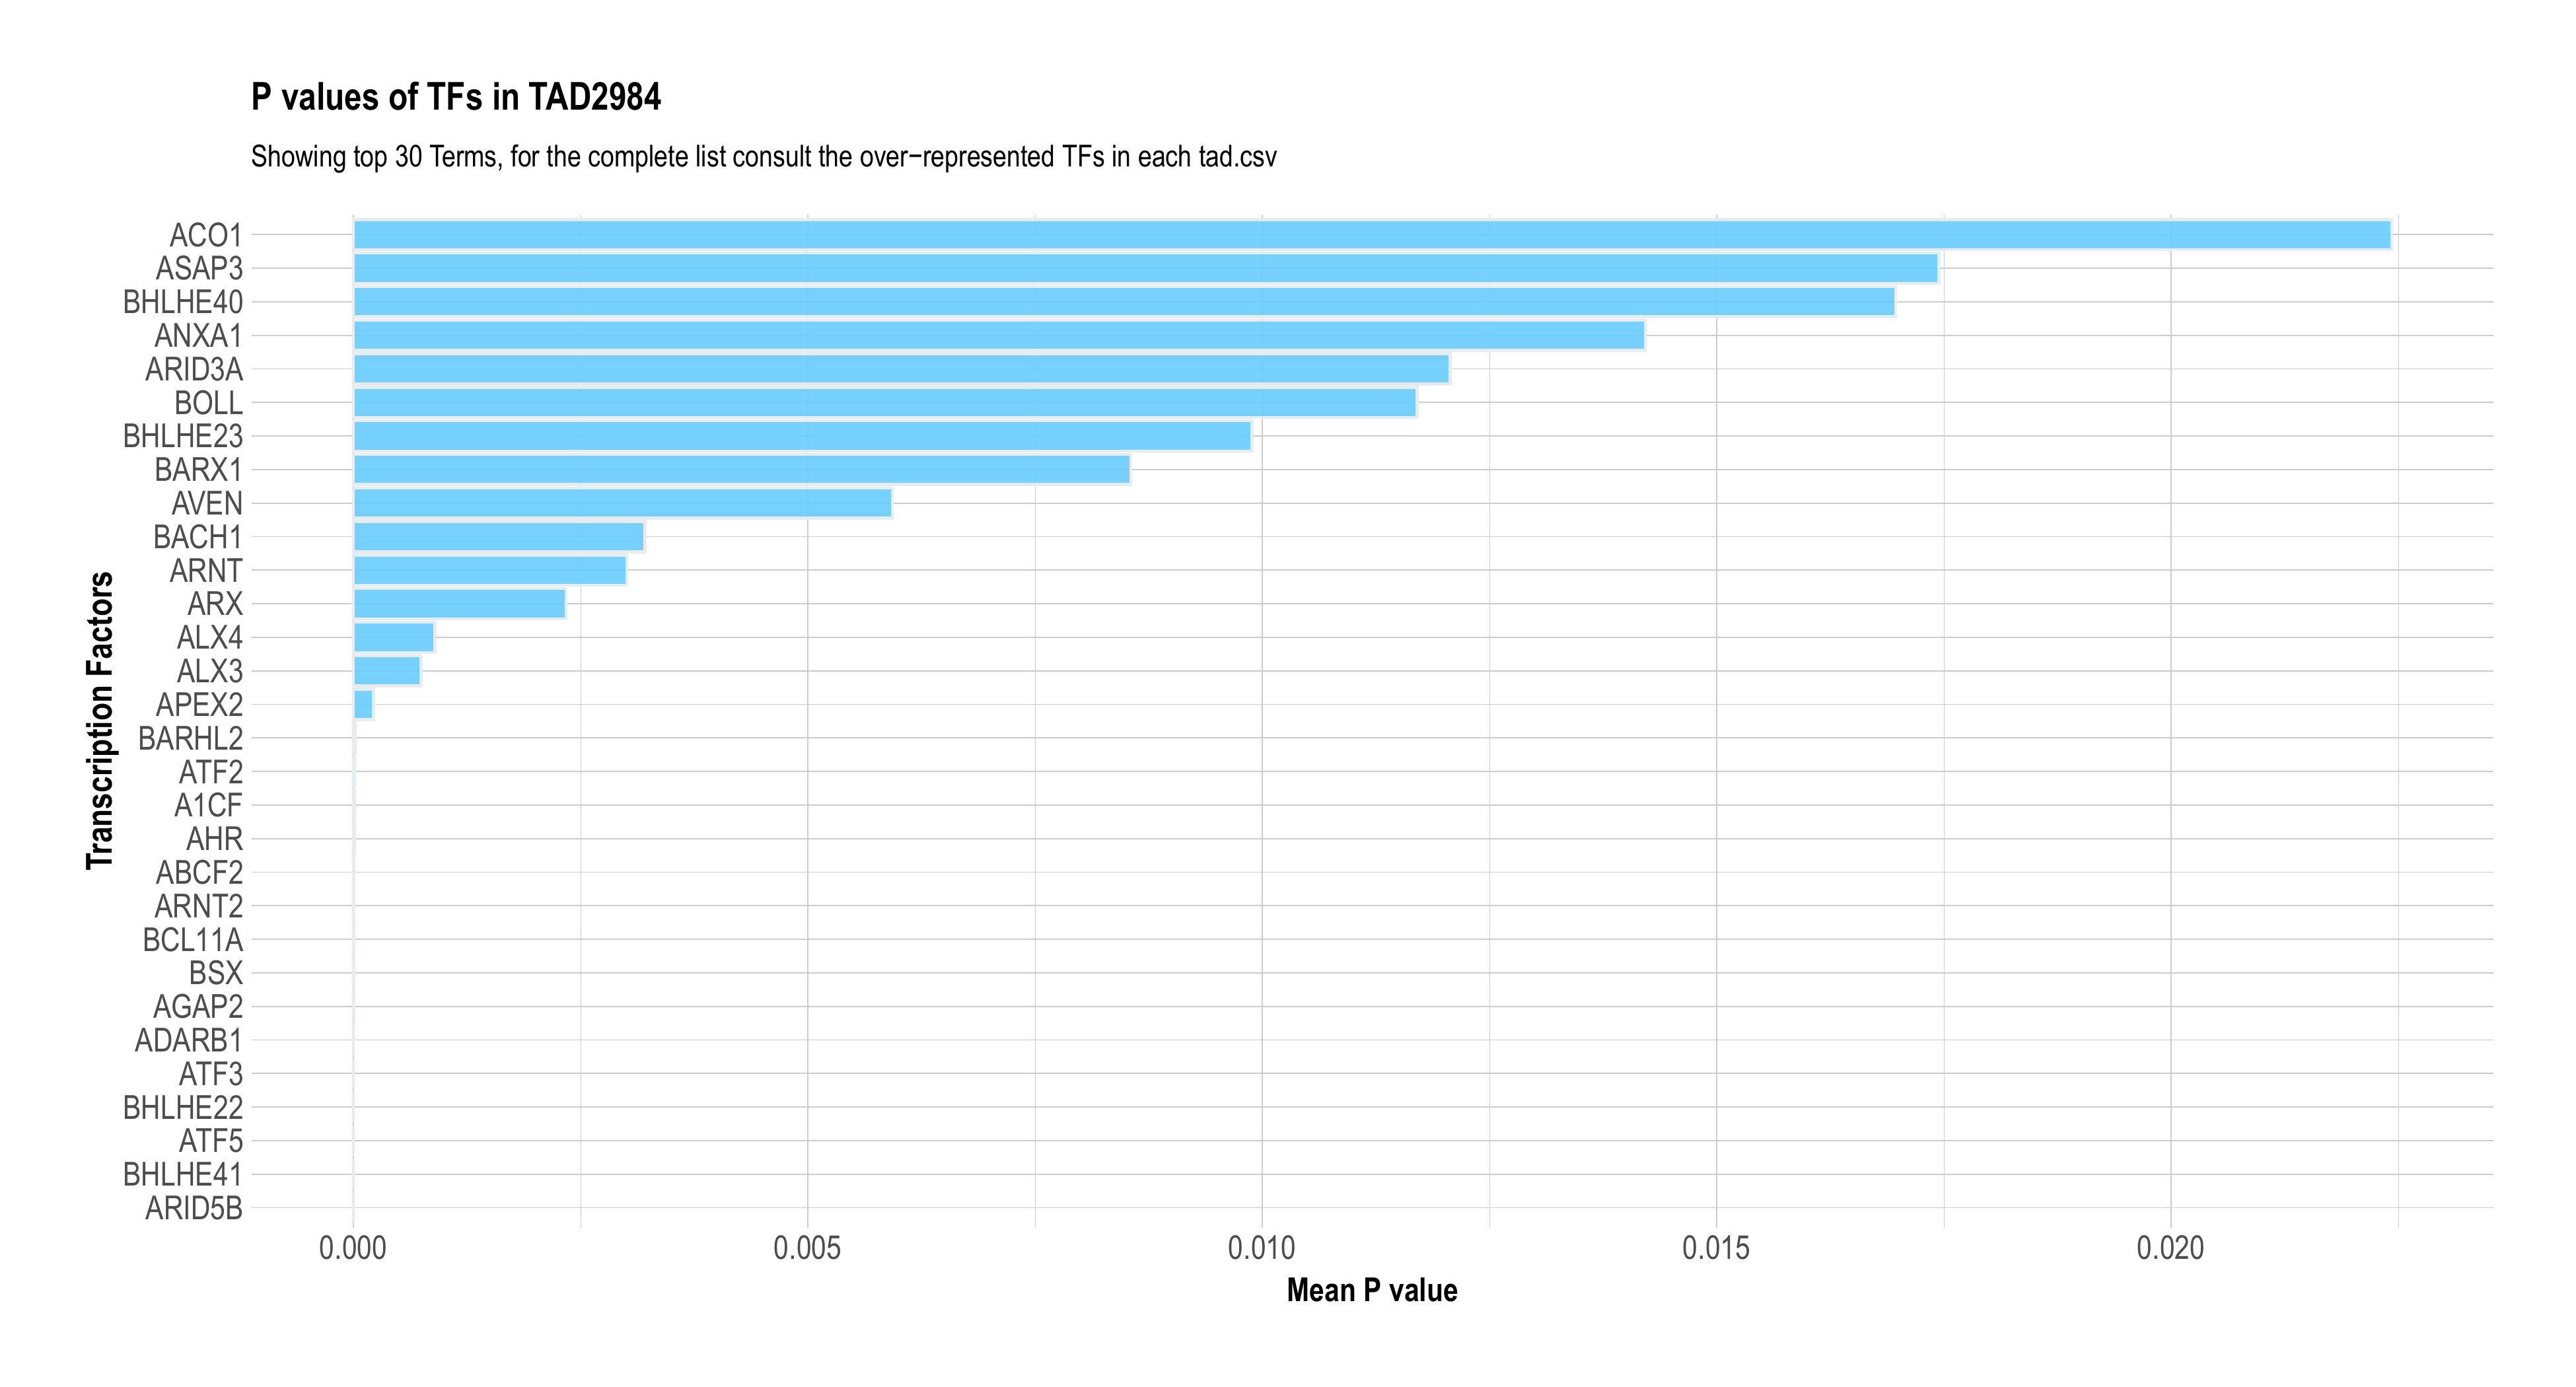 P values of TFs in TAD2984
Showing top 30 Terms, for the complete list consult the over−represented TFs in each tad.csv
Transcription Factors
ACO1
ASAP3
BHLHE40
ANXA1
ARID3A
BOLL
BHLHE23
BARX1
AVEN
BACH1
ARNT
ARX
ALX4
ALX3
APEX2
BARHL2
ATF2
A1CF
AHR
ABCF2
ARNT2
BCL11A
BSX
AGAP2
ADARB1
ATF3
BHLHE22
ATF5
BHLHE41
ARID5B
0.000 0.005 0.010 0.015 0.020
Mean P value